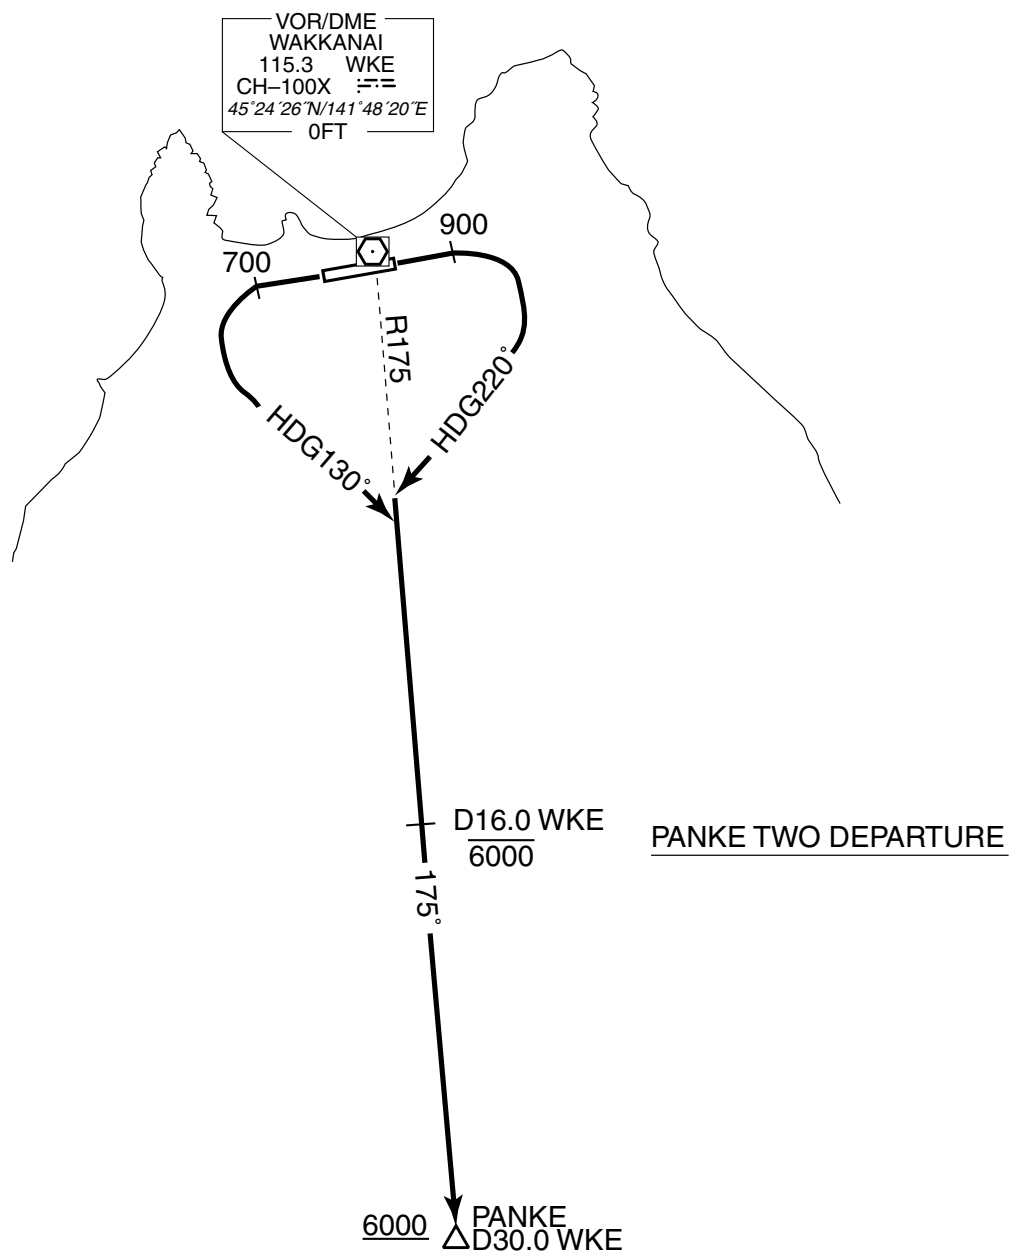 VOR/DME
WAKKANAI
115.3 WKE
CH–100X
45°24´26˝N/141°48´20˝E
0FT
900
700
R175
HDG220°
HDG130°
D16.0 WKE
6000
PANKE TWO DEPARTURE
175°
6000
PANKE
D30.0 WKE